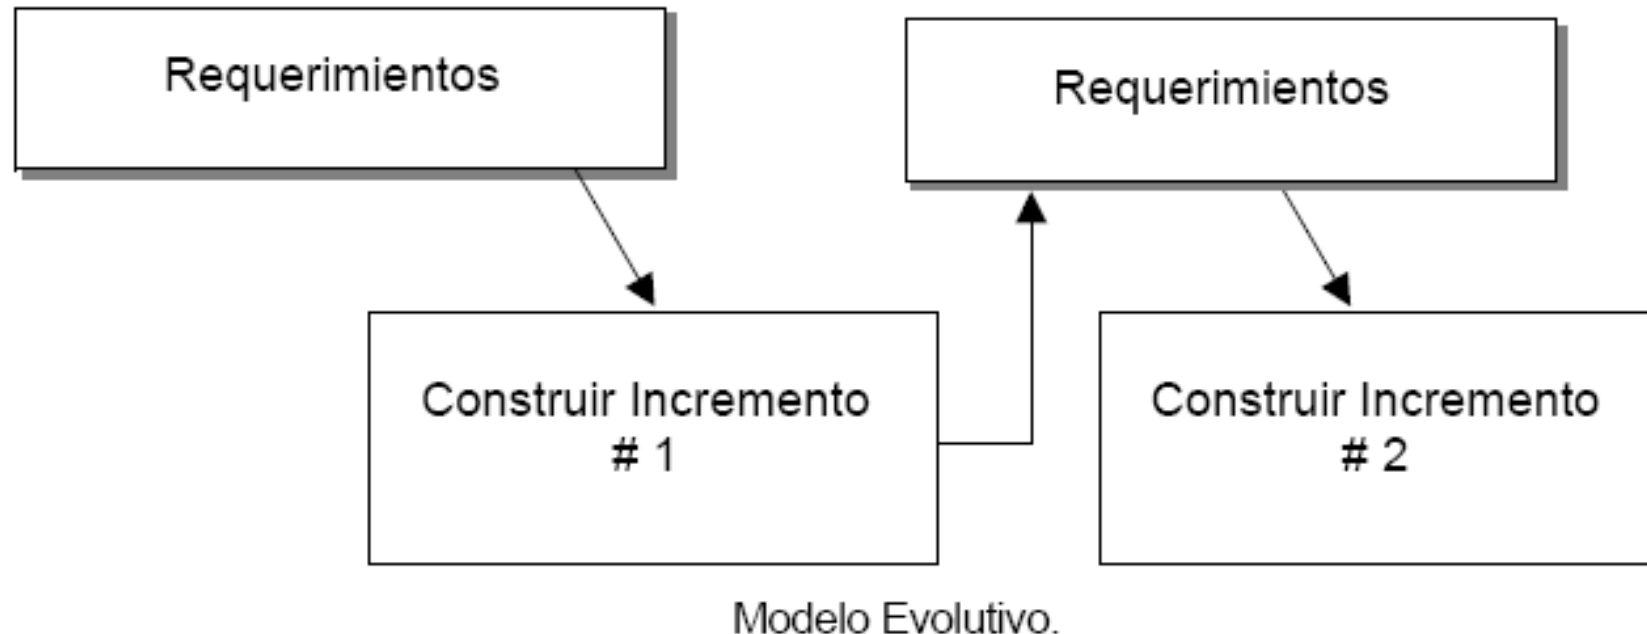 Requerimientos
Requerimientos
Construir Incremento
# 1
Construir Incremento
# 2
Modelo Evolutivo.